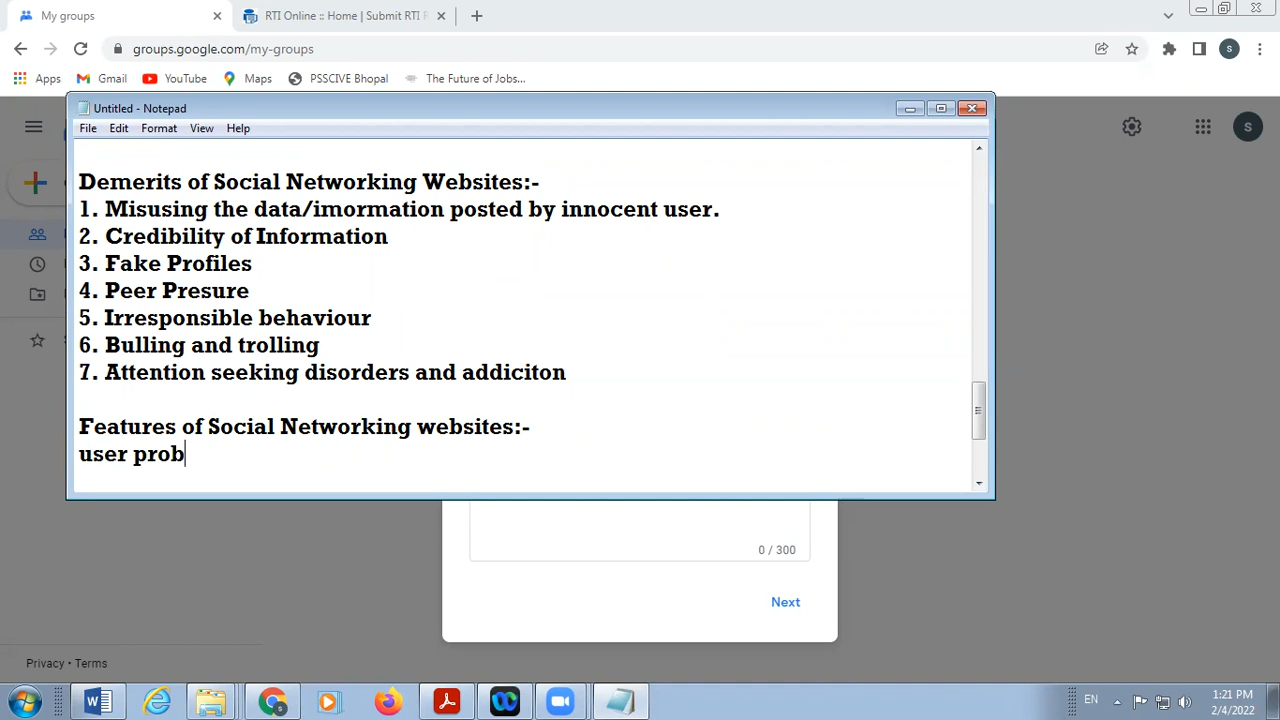 My groups
RTI Online :: Home | Submit RTI R
groups.google.com/my-groups
S
Apps
Gmail
YouTube
Maps
PSSCIVE Bhopal
The Future of Jobs...
Untitled - Notepad
File Edit Format View Help
S
Demerits of Social Networking Websites:-
1. Misusing the data/imormation posted by innocent user.
2. Credibility of Information
3. Fake Profiles
4. Peer Presure
5. Irresponsible behaviour
6. Bulling and trolling
7. Attention seeking disorders and addiciton
Features of Social Networking websites:-
user prob
0 / 300
Next
Privacy • Terms
EN
1:21 PM
2/4/2022